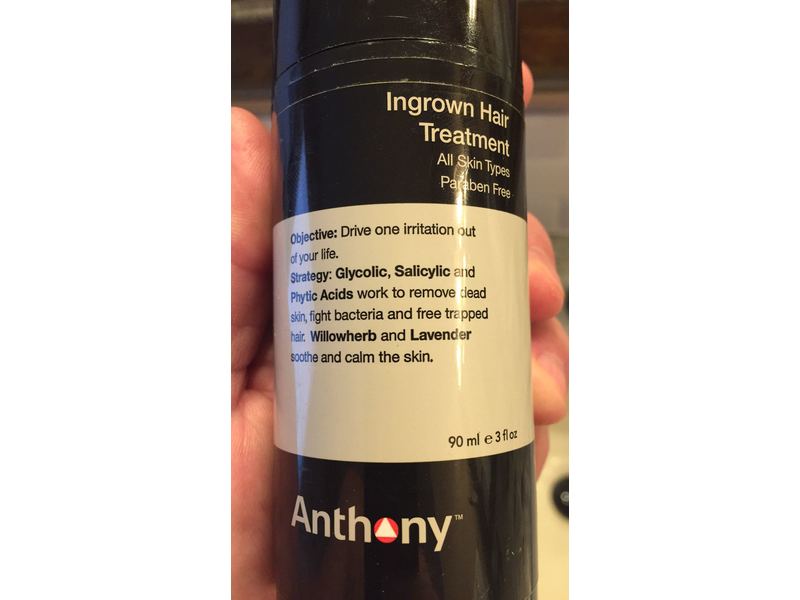 Ingrown Hair
Treatment
All Skin Types
Paraben Free
Objective: Drive one irritation out
of your life.
Strategy: Glycolic, Salicylic and
Phytic Acids work to remove dead
skin, fight bacteria and free trapped
hair. Willowherb and Lavender
soothe and calm the skin.
90 ml e 3 fl oz
Anthony™